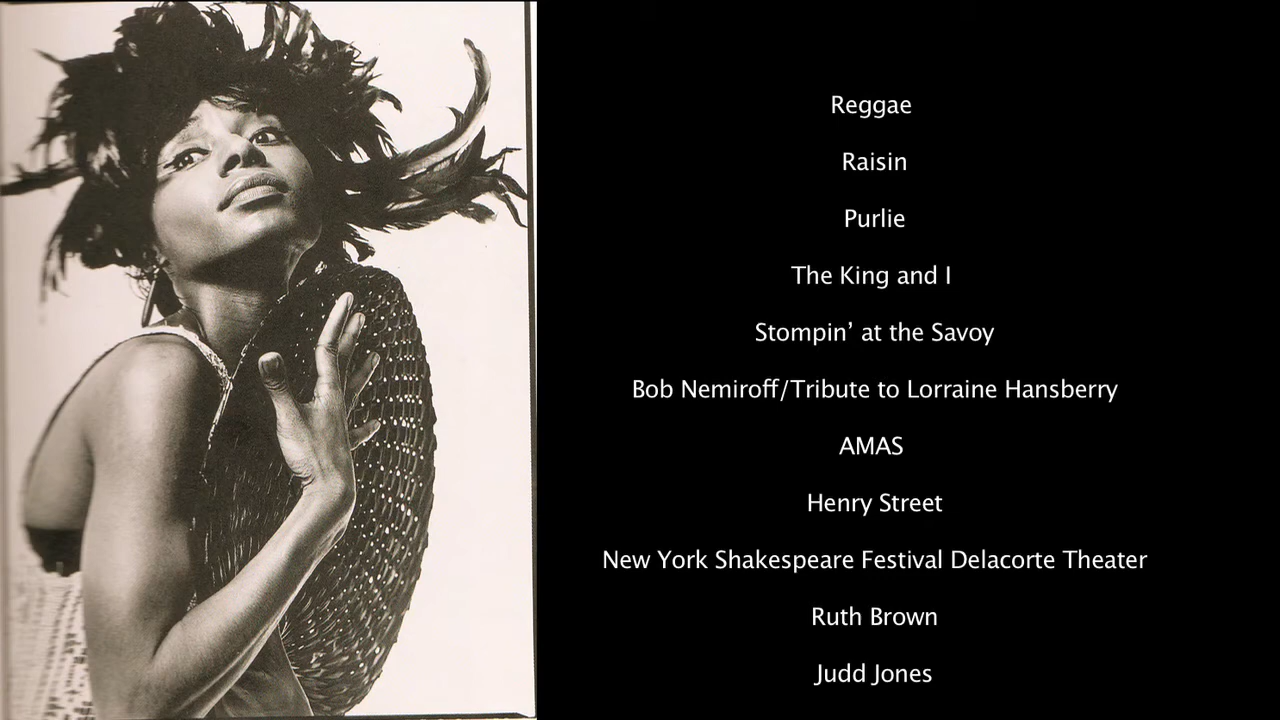 Reggae
Raisin
Purlie
The King and I
Stompin’ at the Savoy
Bob Nemiroff/Tribute to Lorraine Hansberry
AMAS
Henry Street
New York Shakespeare Festival Delacorte Theater
Ruth Brown
Judd Jones